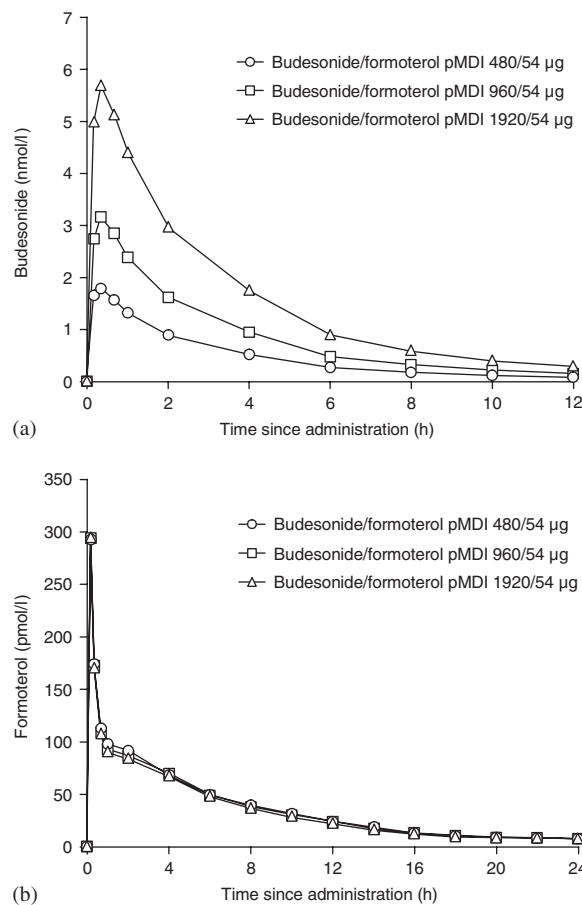 7
6
5
4
3
2
1
0
Budesonide (nmol/l)
Budesonide/formoterol pMDI 480/54 µg
Budesonide/formoterol pMDI 960/54 µg
Budesonide/formoterol pMDI 1920/54 µg
0 2 4 6 8 10 12
(a)
Time since administration (h)
350
300
250
200
150
100
50
0
Formoterol (pmol/l)
Budesonide/formoterol pMDI 480/54 µg
Budesonide/formoterol pMDI 960/54 µg
Budesonide/formoterol pMDI 1920/54 µg
0 4 8 12 16 20 24
(b)
Time since administration (h)